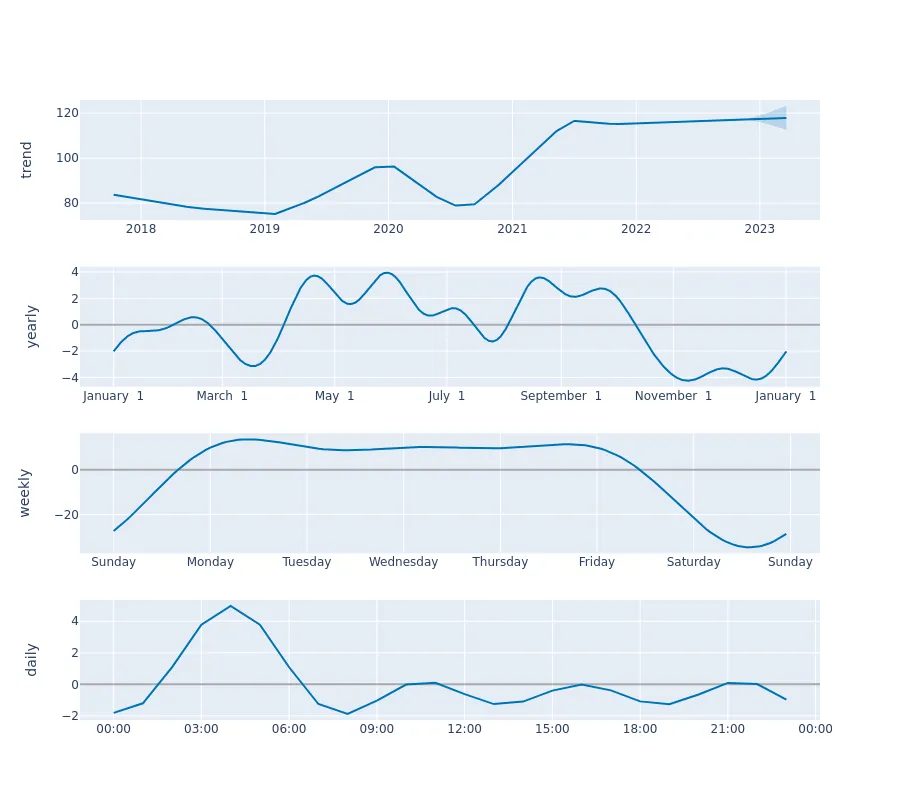 trend
120
100
80
2018 2019 2020 2021 2022 2023
yearly
4
2
0
−2
−4
January 1 March 1 May 1 July 1 September 1 November 1 January 1
weekly
0
−20
Sunday Monday Tuesday Wednesday Thursday Friday Saturday Sunday
daily
4
2
0
−2
00:00 03:00 06:00 09:00 12:00 15:00 18:00 21:00 00:00